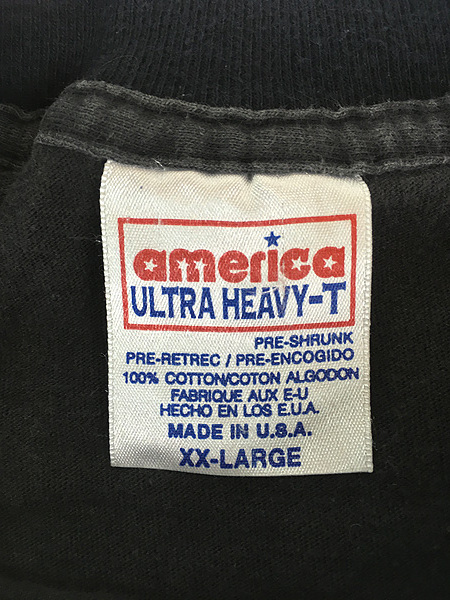 america
ULTRA HEAVY-T
PRE-SHRUNK
PRE-RETREC / PRE-ENCOGIDO
100% COTTON/COTON ALGODON
FABRIQUE AUX E-U
HECHO EN LOS E.U.A.
MADE IN U.S.A.
XX-LARGE